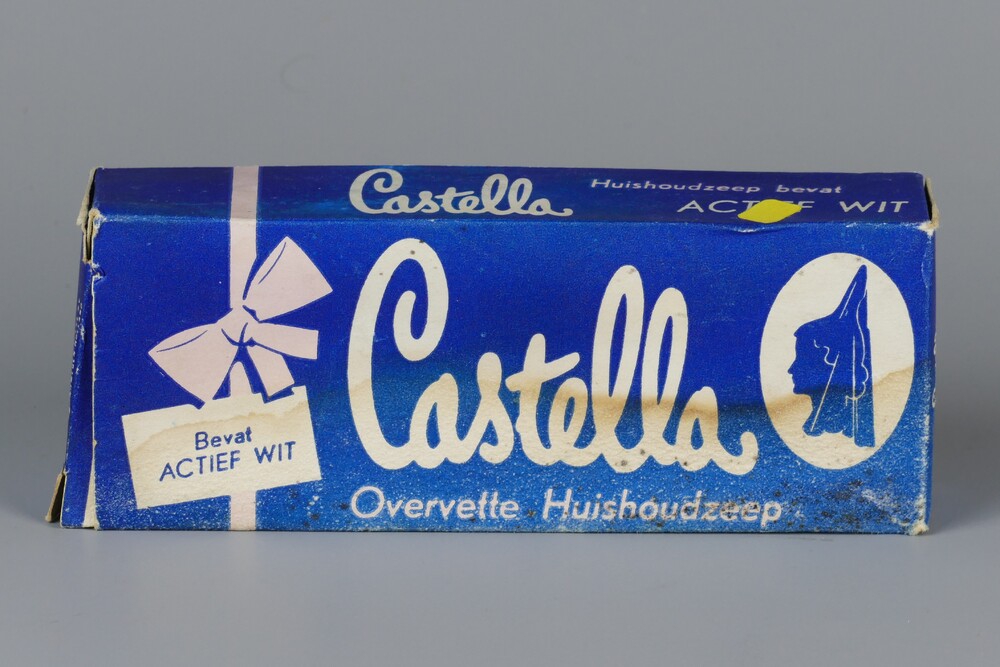 Castella
Huishoudzeep bevat
ACTIEF WIT
Castella
Bevat
ACTIEF WIT
Overvette Huishoudzeep